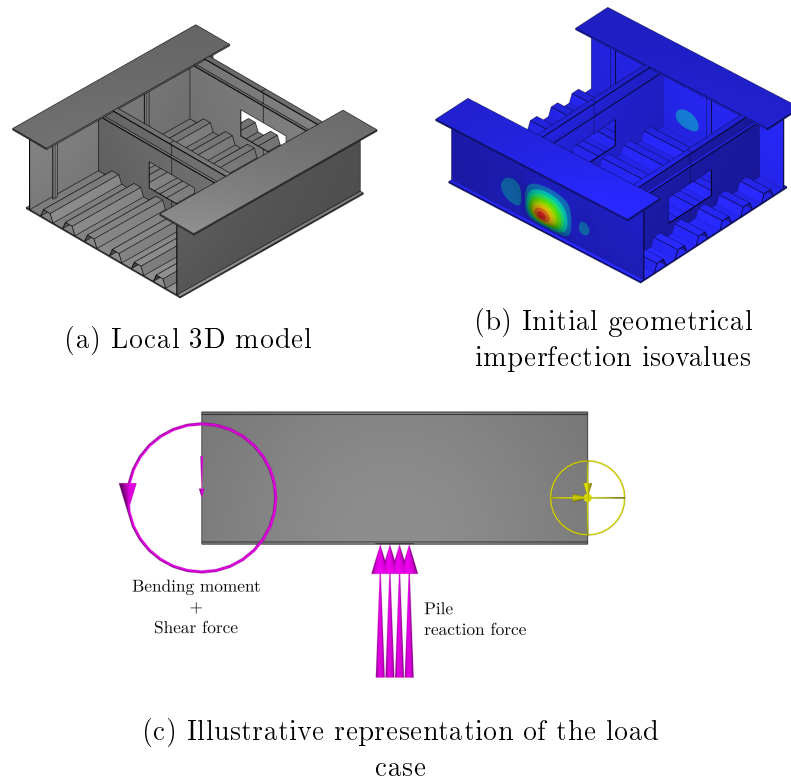 (a) Local 3D model
(b) Initial geometrical
imperfection isovalues
Bending moment
+
Shear force
Pile
reaction force
(c) Illustrative representation of the load
case